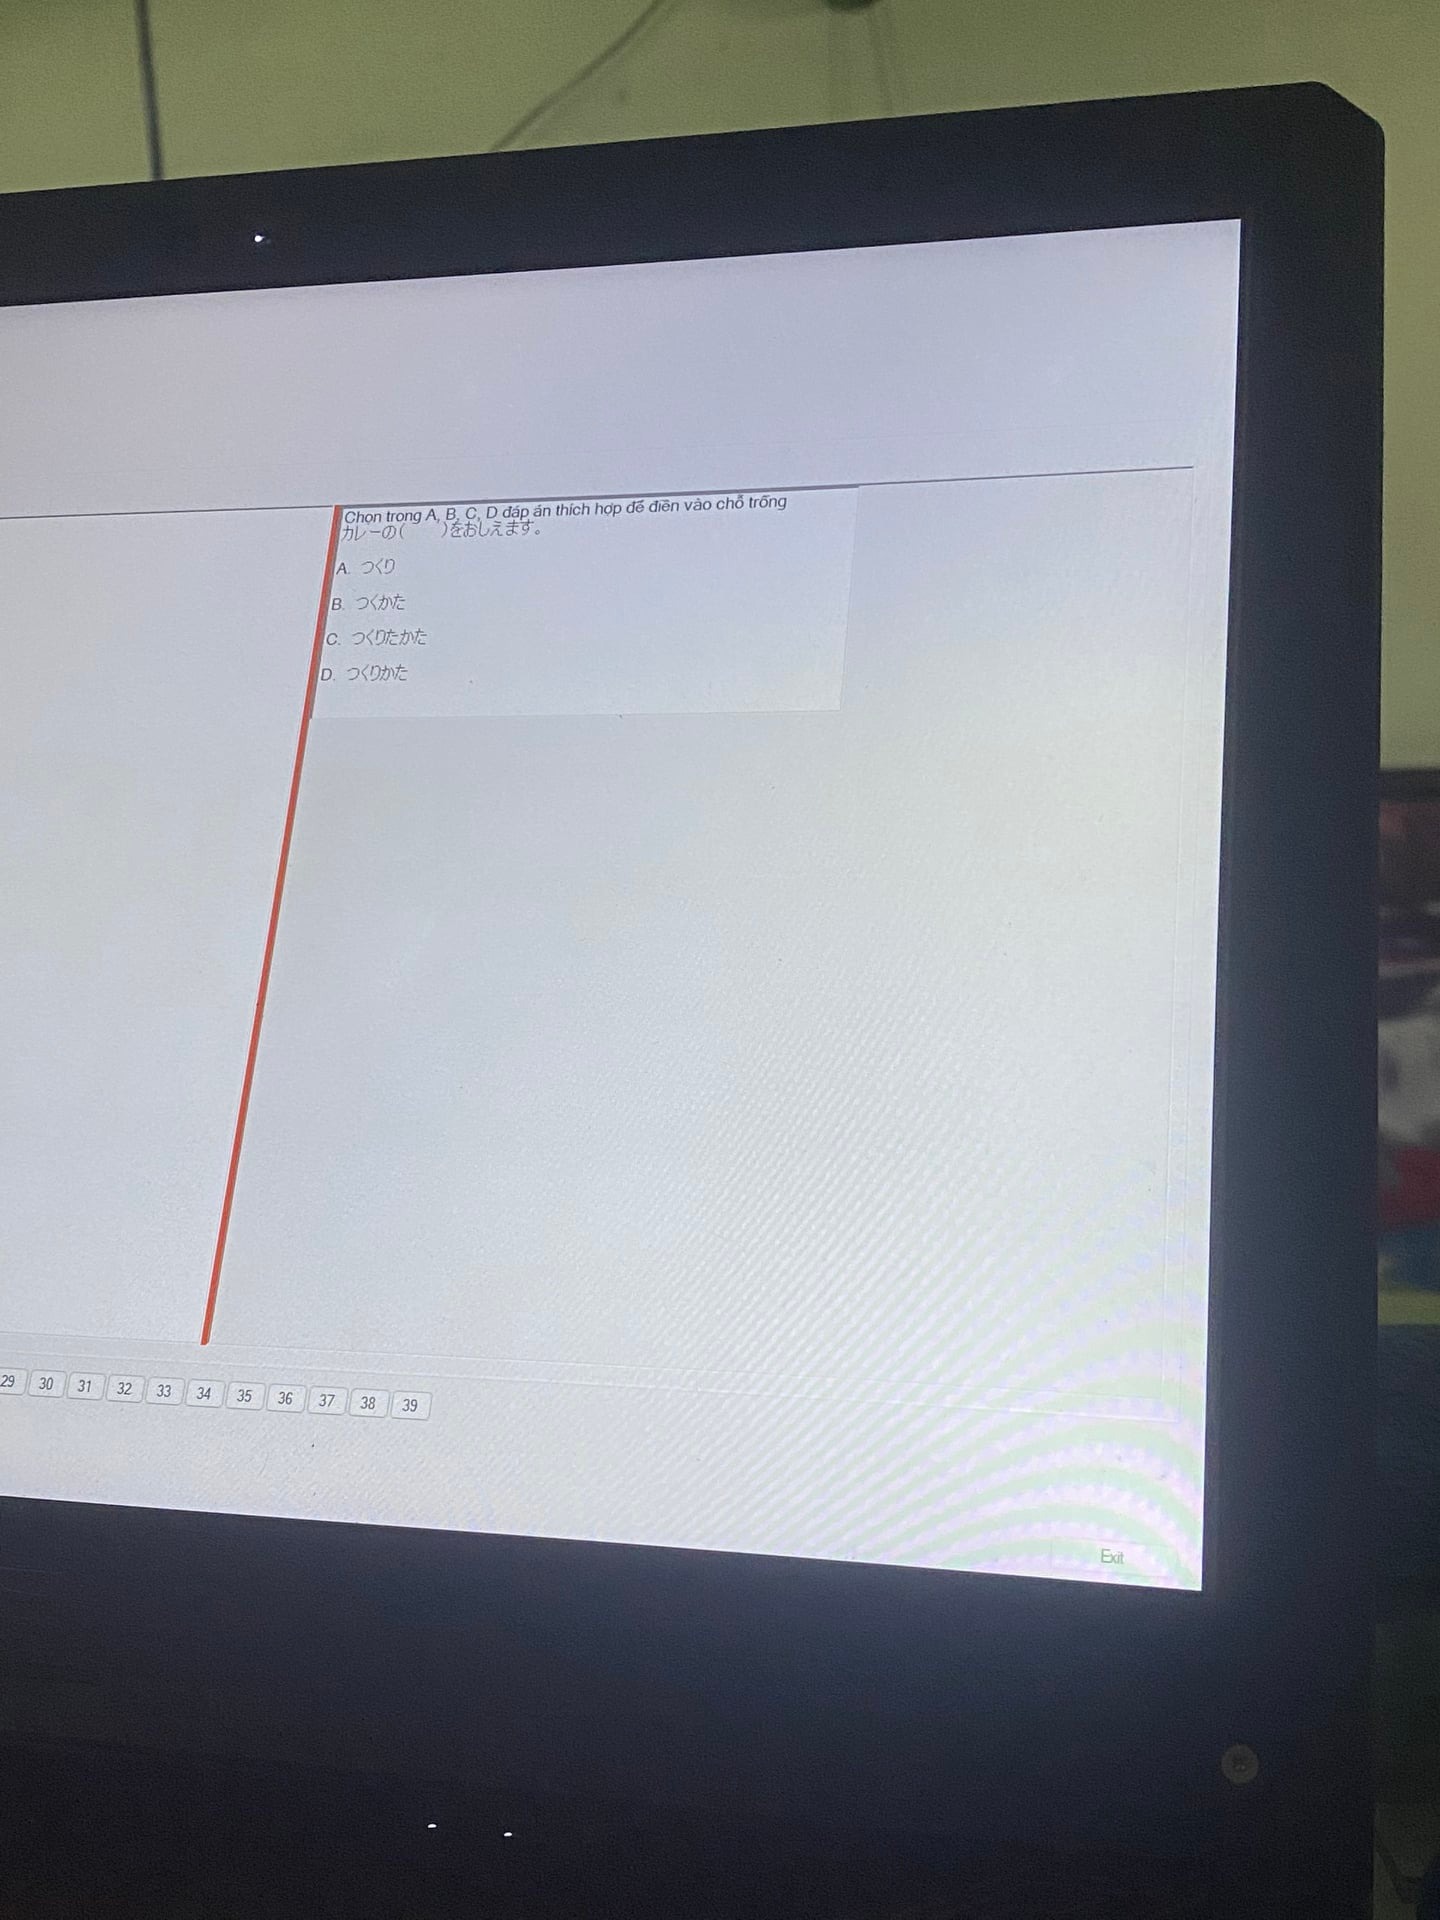 Chọn trong A, B, C, D đáp án thích hợp để điền vào chỗ trống
カレーの(　　)をおしえます。
A. つくり
B. つくかた
C. つくりたかた
D. つくりかた
29 30 31 32 33 34 35 36 37 38 39
Exit